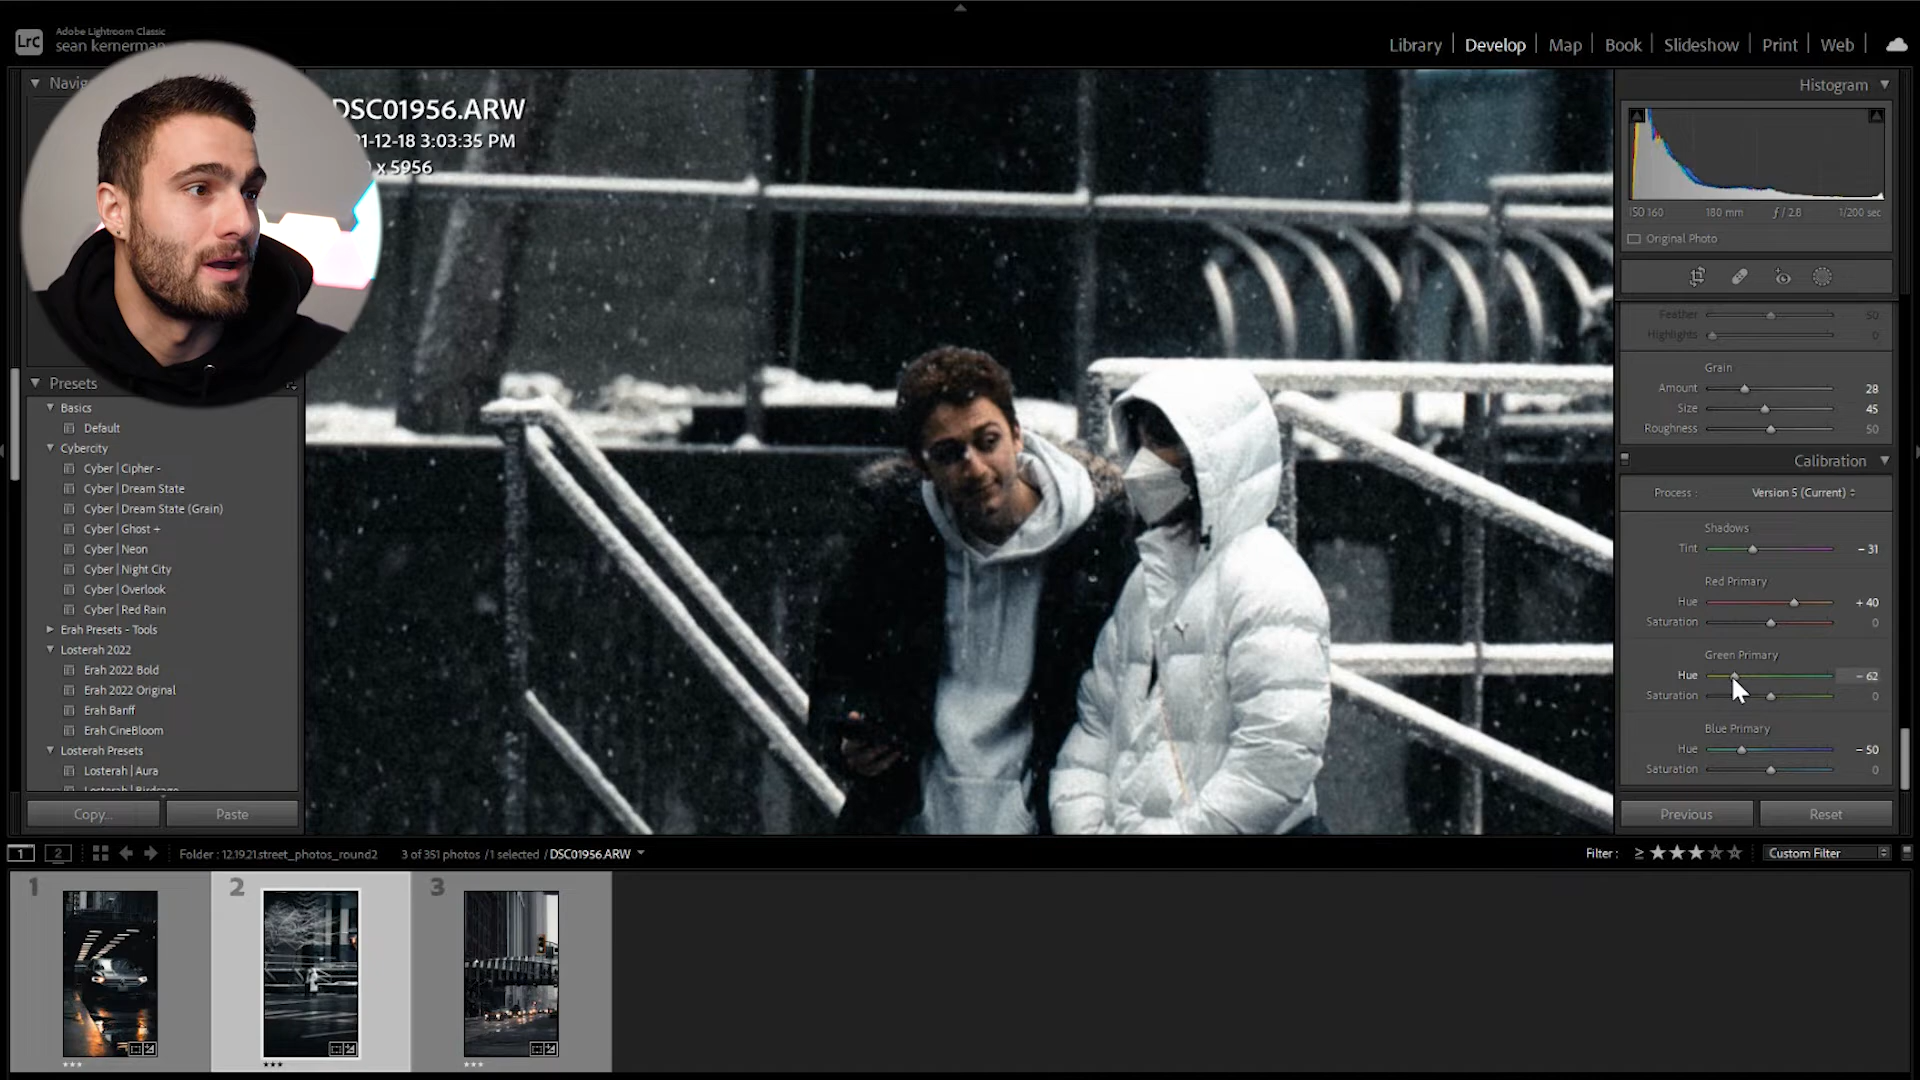 LrC
Adobe Lightroom Classic
sean kernerman
Library
Develop
Map
Book
Slideshow
Print
Web
DSC01956.ARW
1-12-18 3:03:35 PM
x 5956
Presets
Basics
Default
Cybercity
Cyber | Cipher -
Cyber | Dream State
Cyber | Dream State (Grain)
Cyber | Ghost +
Cyber | Neon
Cyber | Night City
Cyber | Overlook
Cyber | Red Rain
Erah Presets - Tools
Losterah 2022
Erah 2022 Bold
Erah 2022 Original
Erah Banff
Erah CineBloom
Losterah Presets
Losterah | Aura
Copy...
Paste
Histogram
ISO 160
180 mm
ƒ / 2.8
1/200 sec
Original Photo
Feather 50
Highlights 0
Grain
Amount 28
Size 45
Roughness 50
Calibration
Process : Version 5 (Current)
Shadows
Tint - 31
Red Primary
Hue + 40
Saturation 0
Green Primary
Hue - 62
Saturation 0
Blue Primary
Hue - 50
Saturation 0
Previous
Reset
1
2
Folder : 12.19.21.street_photos_round2
3 of 351 photos / 1 selected / DSC01956.ARW
Filter : ≥ ★★★
Custom Filter
1
2
3